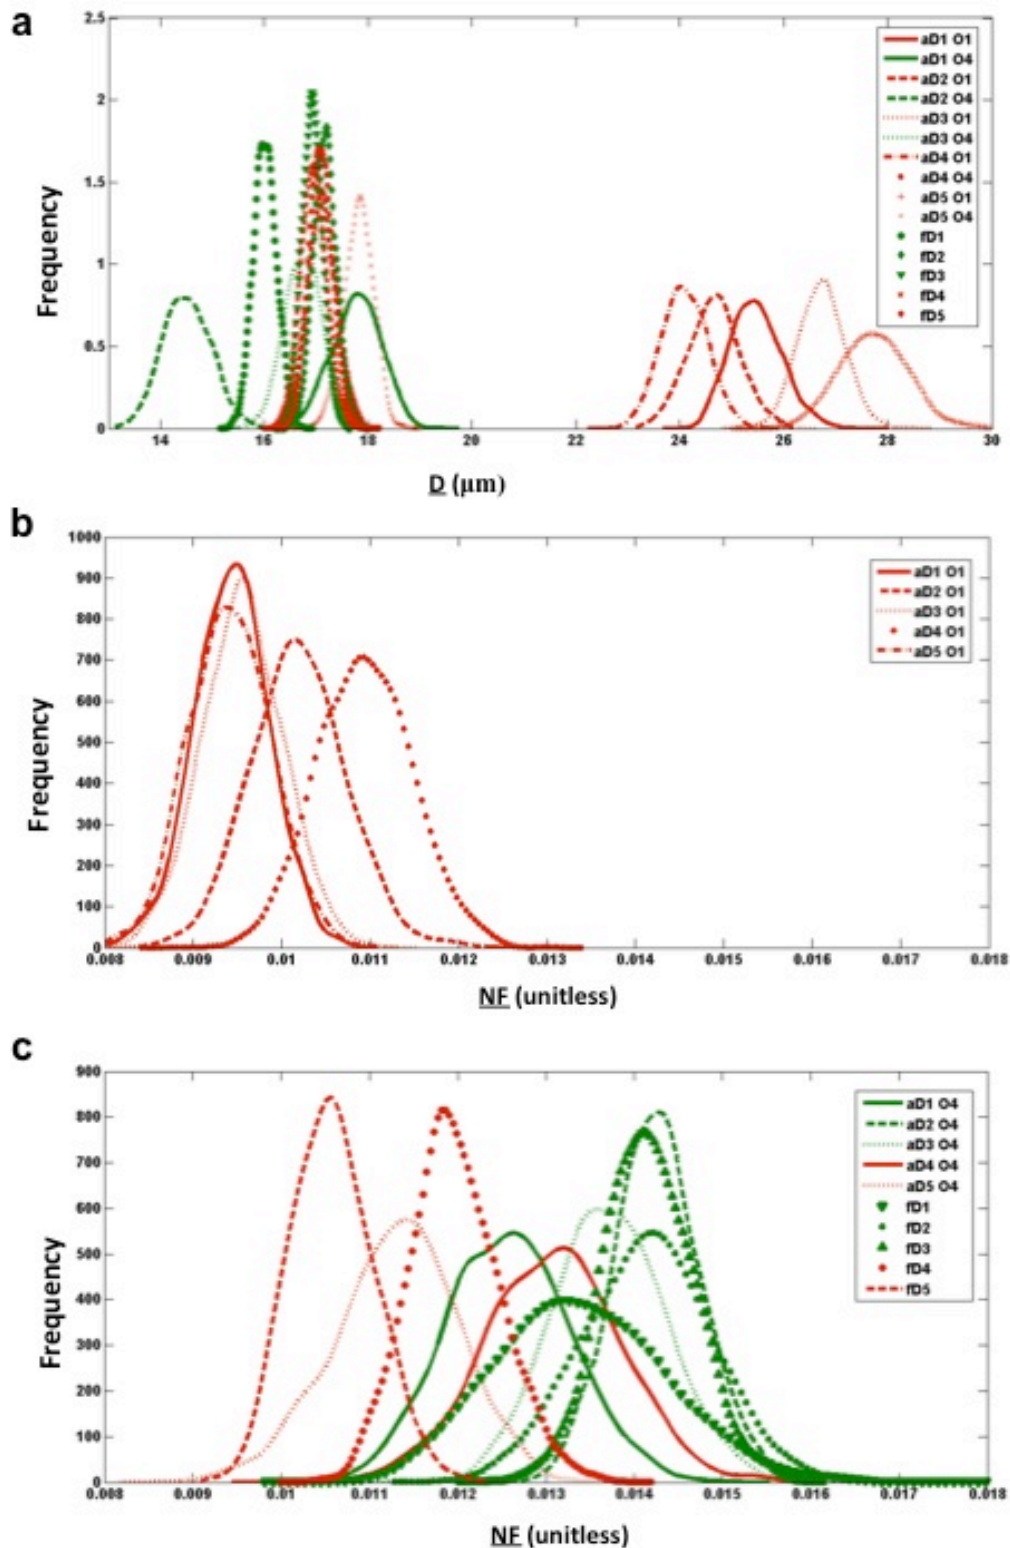 a
2.5
2
1.5
1
0.5
0
Frequency
14 16 18 20 22 24 26 28 30
D (μm)
aD1 O1
aD1 O4
aD2 O1
aD2 O4
aD3 O1
aD3 O4
aD4 O1
aD4 O4
aD5 O1
aD5 O4
fD1
fD2
fD3
fD4
fD5
b
1000
900
800
700
600
500
400
300
200
100
0
Frequency
0.008 0.009 0.01 0.011 0.012 0.013 0.014 0.015 0.016 0.017 0.018
NF (unitless)
aD1 O1
aD2 O1
aD3 O1
aD4 O1
aD5 O1
c
900
800
700
600
500
400
300
200
100
0
Frequency
0.008 0.009 0.01 0.011 0.012 0.013 0.014 0.015 0.016 0.017 0.018
NF (unitless)
aD1 O4
aD2 O4
aD3 O4
aD4 O4
aD5 O4
fD1
fD2
fD3
fD4
fD5